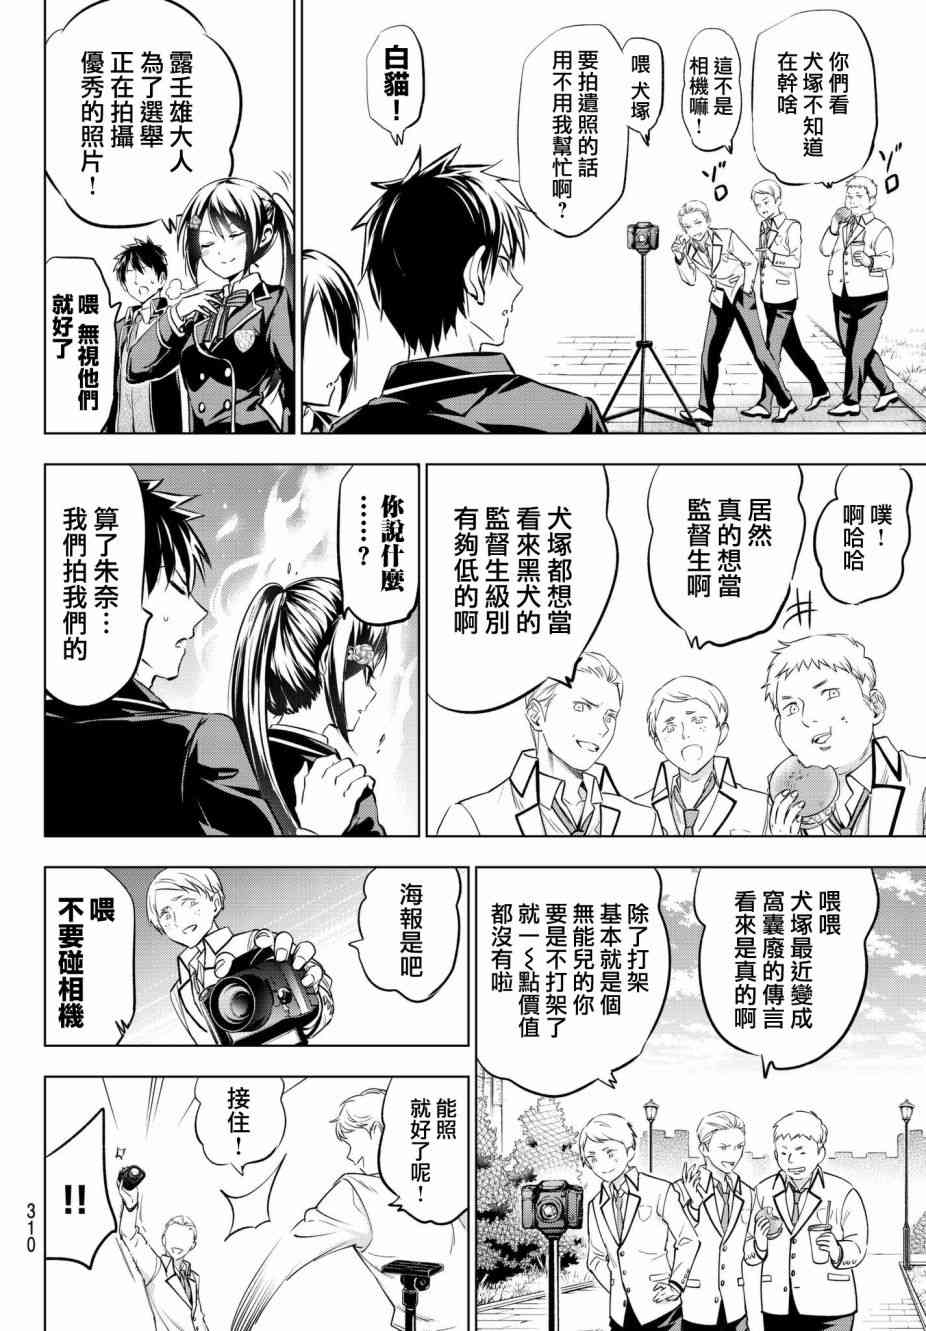 你們看
犬塚不知道
在幹啥
這不是
相機嘛!
喂 犬塚
要拍遺照的話
用不用我幫忙啊?
白貓!
露壬雄大人
為了選舉
正在拍攝
優秀的照片!
喂 無視他們
就好了
噗!
啊哈哈
居然
真的想當
監督生啊
犬塚都想當
看來黑犬的
監督生級別
有夠低的啊
你說什麼
……?
算了朱奈…
我們拍我們的
喂喂
犬塚最近變成
窩囊廢的傳言
看來是真的啊
除了打架
基本就是個
無能兒的你
要是不打架了
就一~點價值
都沒有啦
海報是吧
喂
不要碰相機
能照
就好了呢!
接住!
!!
310